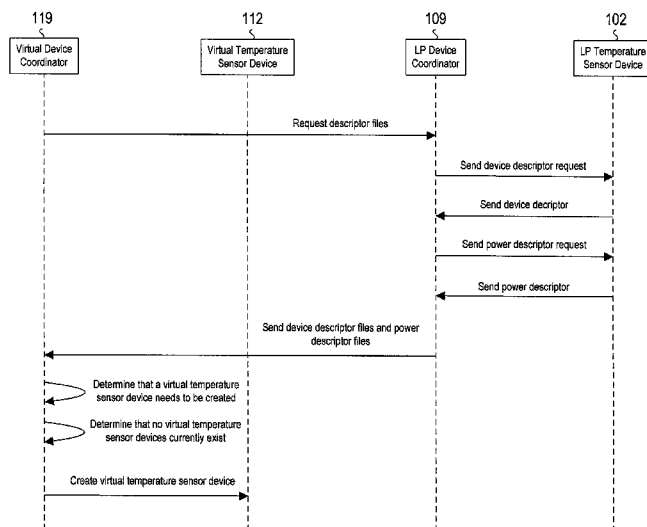 119
112
109
102
Virtual Device
Coordinator
Virtual Temperature
Sensor Device
LP Device
Coordinator
LP Temperature
Sensor Device
Request descriptor files
Send device descriptor request
Send device decriptor
Send power descriptor request
Send power descriptor
Send device descriptor files and power
descriptor files
Determine that a virtual temperature
sensor device needs to be created
Determine that no virtual temperature
sensor devices currently exist
Create virtual temperature sensor device